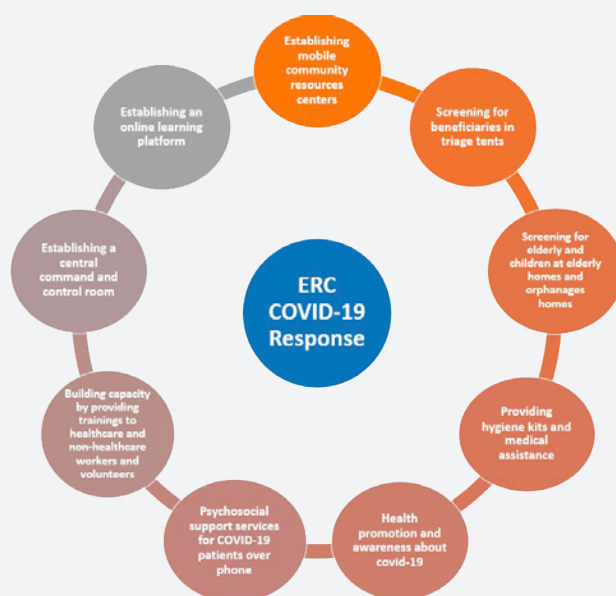 Establishing
mobile
community
resources
centers
Screening for
beneficiaries in
triage tents
Screening for
elderly and
children at elderly
homes and
orphanages
homes
Providing
hygiene kits and
medical
assistance
Health
promotion and
awareness about
covid-19
Psychosocial
support services
for COVID-19
patients over
phone
Building capacity
by providing
trainings to
healthcare and
non-healthcare
workers and
volunteers
Establishing a
central
command and
control room
Establishing an
online learning
platform
ERC
COVID-19
Response